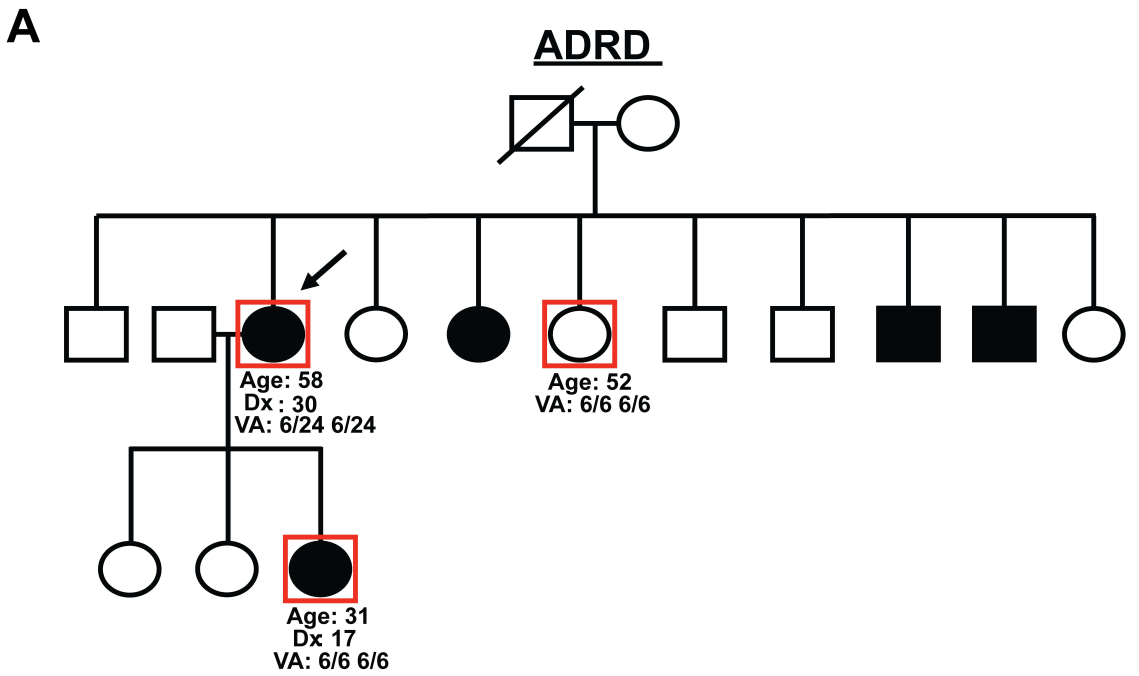 A
ADRD
Age: 58
Dx : 30
VA: 6/24 6/24
Age: 52
VA: 6/6 6/6
Age: 31
Dx: 17
VA: 6/6 6/6